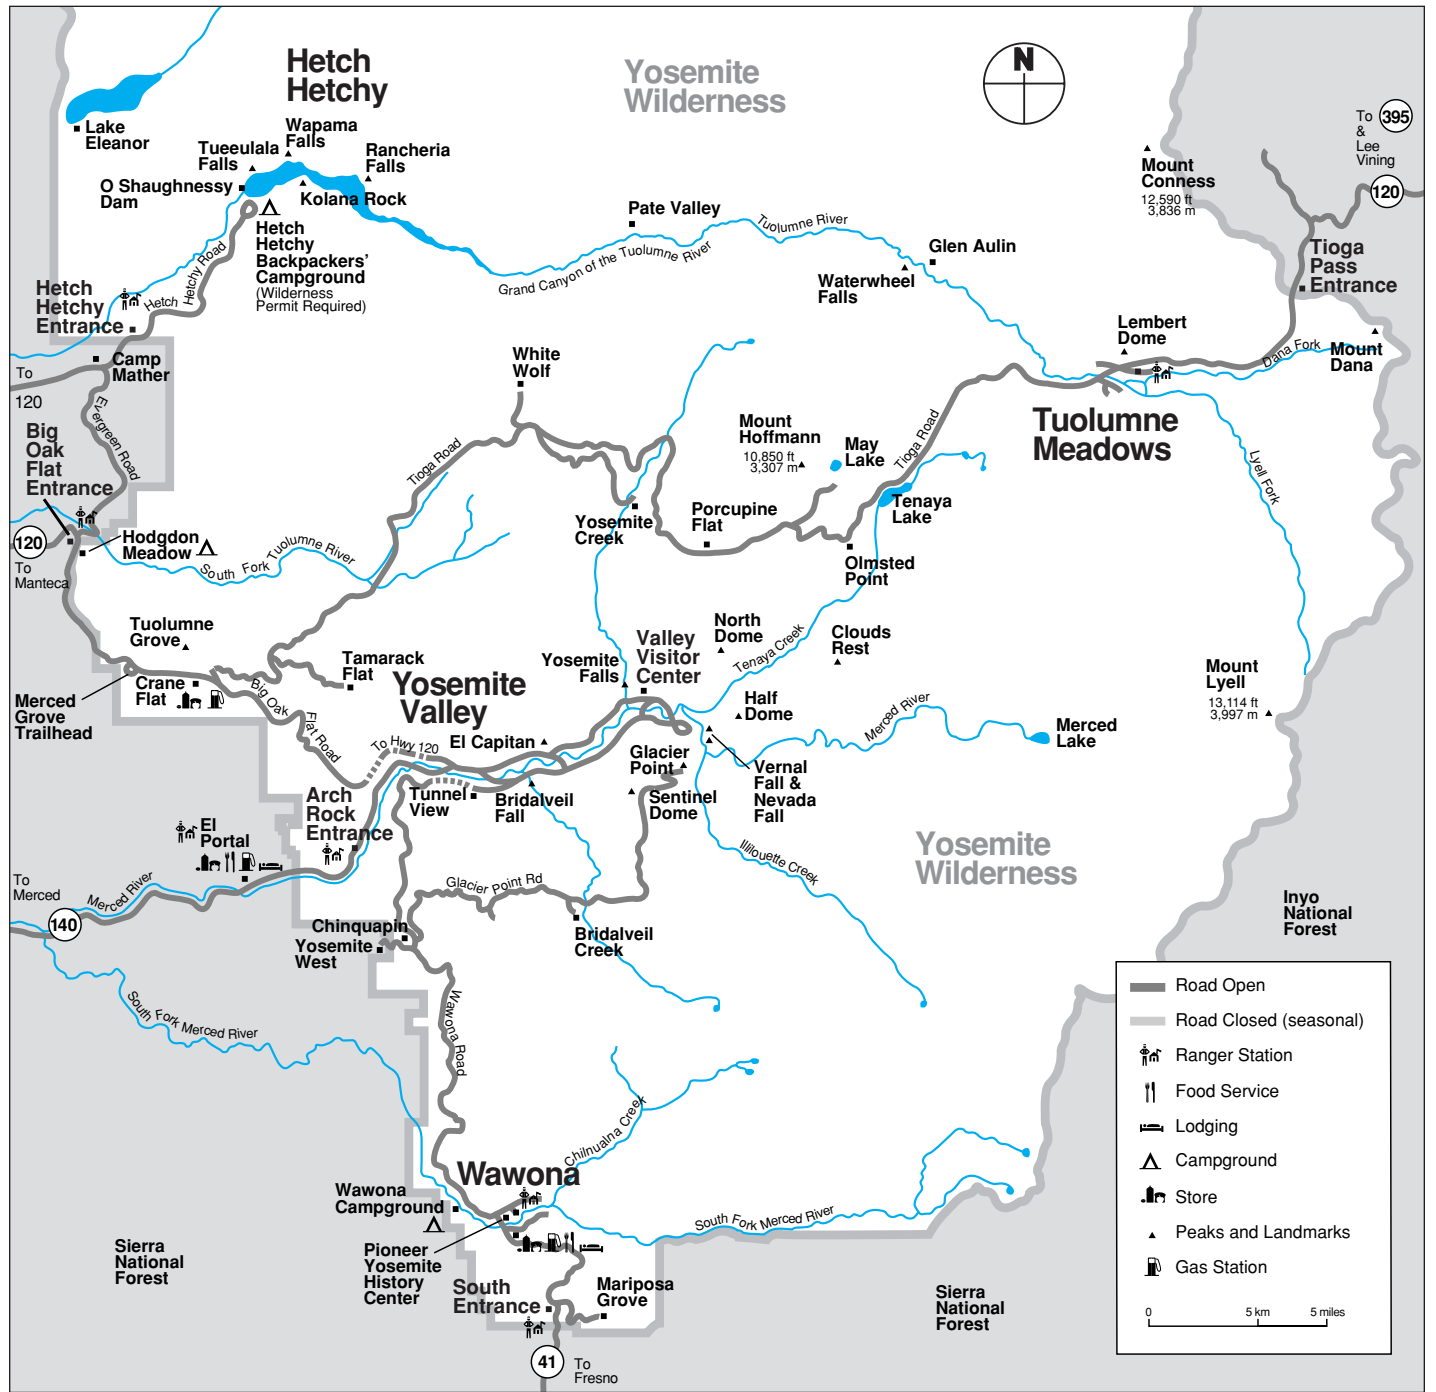 Hetch
Hetchy
Yosemite
Wilderness
N
To
395
&
Lee
Vining
120
Lake
Eleanor
Wapama
Falls
Tueeulala
Falls
Rancheria
Falls
O Shaughnessy
Dam
Kolana Rock
Mount
Conness
12,590 ft
3,836 m
Pate Valley
Tuolumne River
Hetch
Hetchy
Backpackers'
Campground
(Wilderness
Permit Required)
Hetch
Hetchy Road
Grand Canyon of the Tuolumne River
Glen Aulin
Waterwheel
Falls
Tioga
Pass
Entrance
Hetch
Hetchy
Entrance
Lembert
Dome
Dana Fork
Mount
Dana
Camp
Mather
To
120
White
Wolf
Evergreen Road
Big
Oak
Flat
Entrance
Tuolumne
Meadows
Mount
Hoffmann
10,850 ft
3,307 m
May
Lake
Tioga Road
Tioga Road
Lyell Fork
Tenaya
Lake
Yosemite
Creek
Porcupine
Flat
120
To
Manteca
Hodgdon
Meadow
South Fork Tuolumne River
Olmsted
Point
Tuolumne
Grove
North
Dome
Tenaya Creek
Clouds
Rest
Valley
Visitor
Center
Yosemite
Falls
Tamarack
Flat
Yosemite
Valley
Mount
Lyell
13,114 ft
3,997 m
Merced
Grove
Trailhead
Crane
Flat
Big Oak
Flat Road
To Hwy 120
El Capitan
Half
Dome
Merced River
Merced
Lake
Glacier
Point
Vernal
Fall &
Nevada
Fall
Sentinel
Dome
Arch
Rock
Entrance
Tunnel
View
Bridalveil
Fall
El
Portal
Yosemite
Wilderness
Illilouette Creek
To
Merced
Merced River
140
Glacier Point Rd
Inyo
National
Forest
Chinquapin
Yosemite
West
Bridalveil
Creek
South Fork Merced River
Wawona Road
Road Open
Road Closed (seasonal)
Ranger Station
Food Service
Lodging
Campground
Store
Peaks and Landmarks
Gas Station
0
5 km
5 miles
Chilnualna Creek
Wawona
Wawona
Campground
South Fork Merced River
Pioneer
Yosemite
History
Center
Sierra
National
Forest
South
Entrance
Mariposa
Grove
Sierra
National
Forest
41
To
Fresno